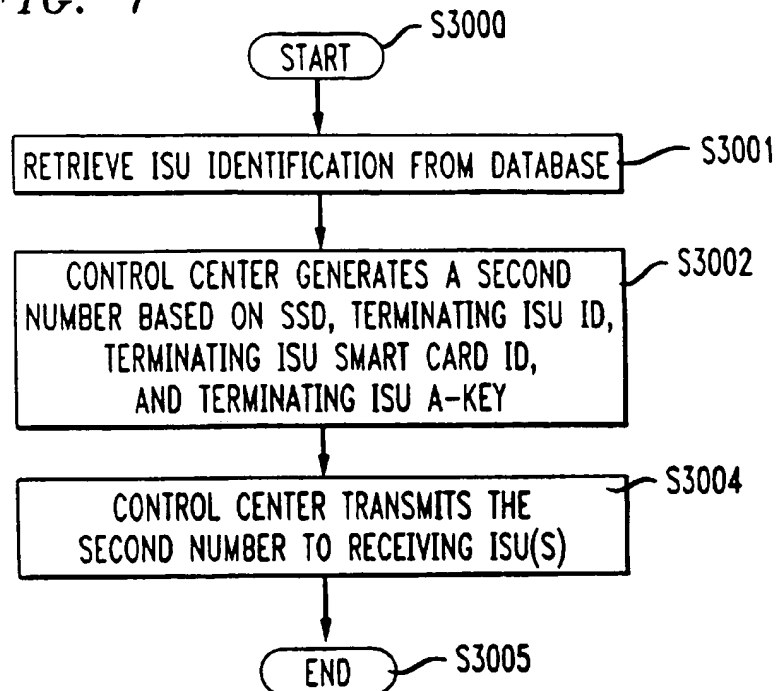 FIG. 7
S3000
START
RETRIEVE ISU IDENTIFICATION FROM DATABASE
S3001
CONTROL CENTER GENERATES A SECOND
NUMBER BASED ON SSD, TERMINATING ISU ID,
TERMINATING ISU SMART CARD ID,
AND TERMINATING ISU A-KEY
S3002
CONTROL CENTER TRANSMITS THE
SECOND NUMBER TO RECEIVING ISU(S)
S3004
END
S3005